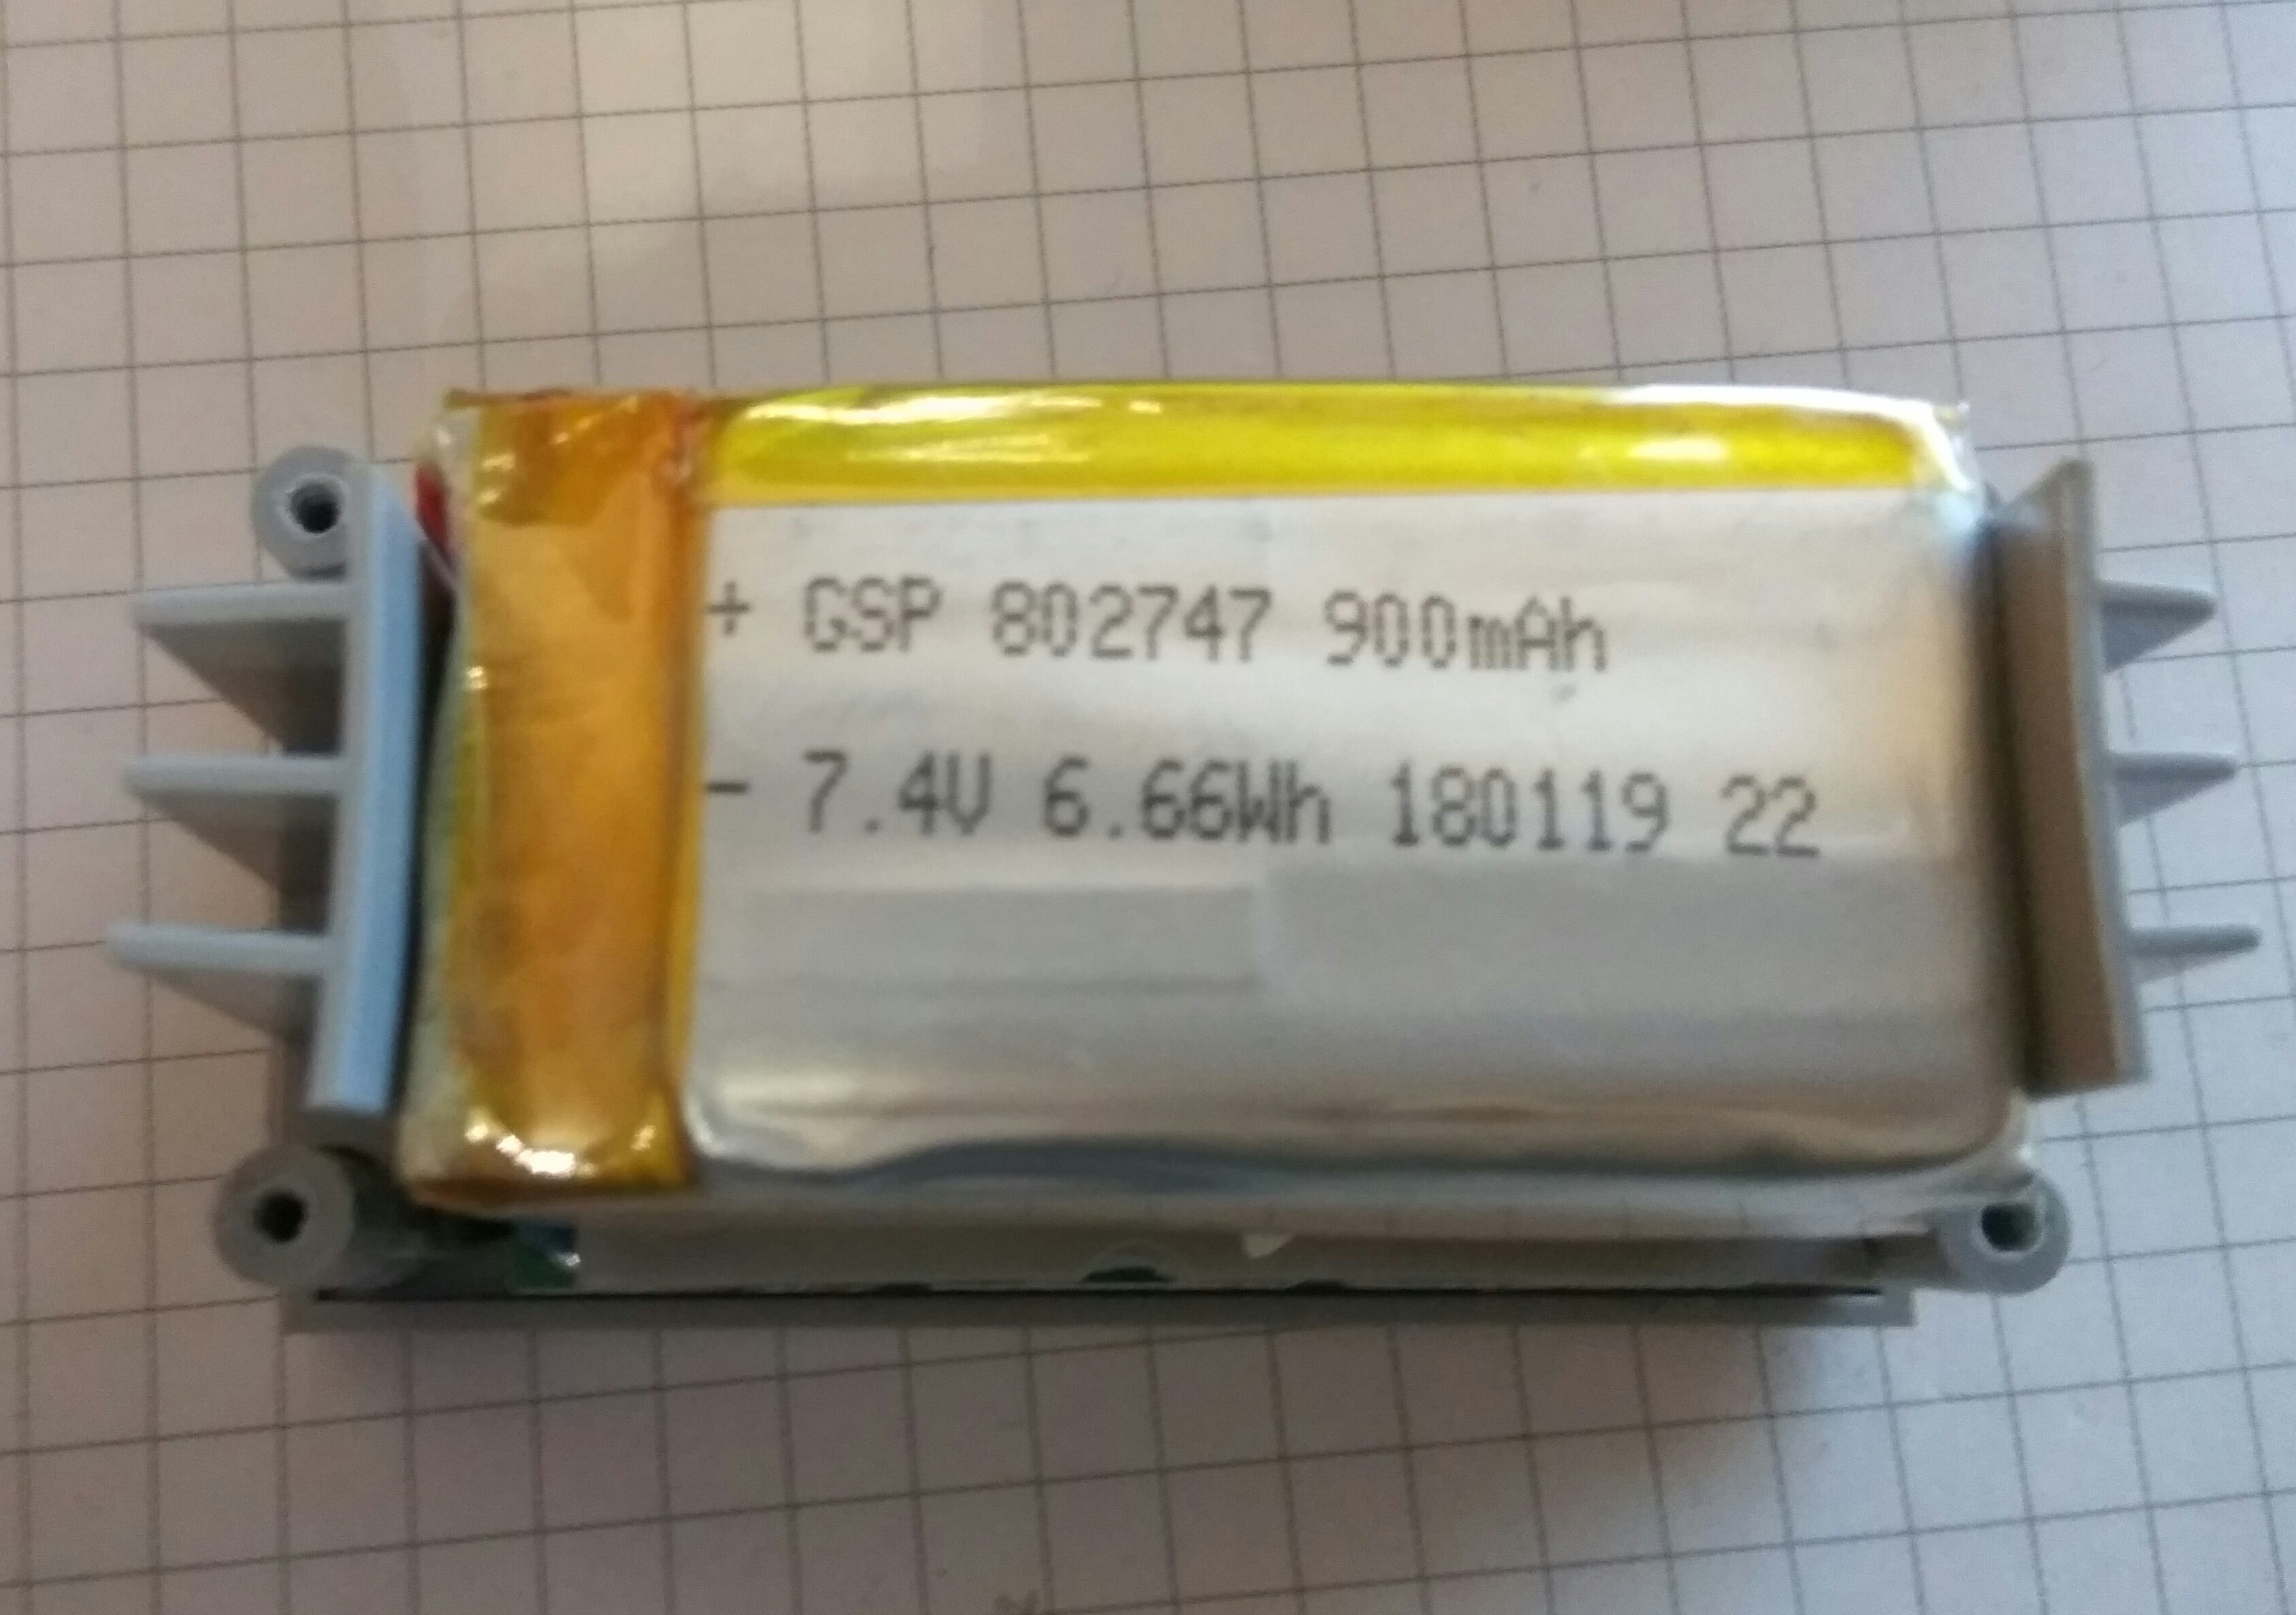 + GSP 802747 900mAh
- 7.4V 6.66Wh 180119 22